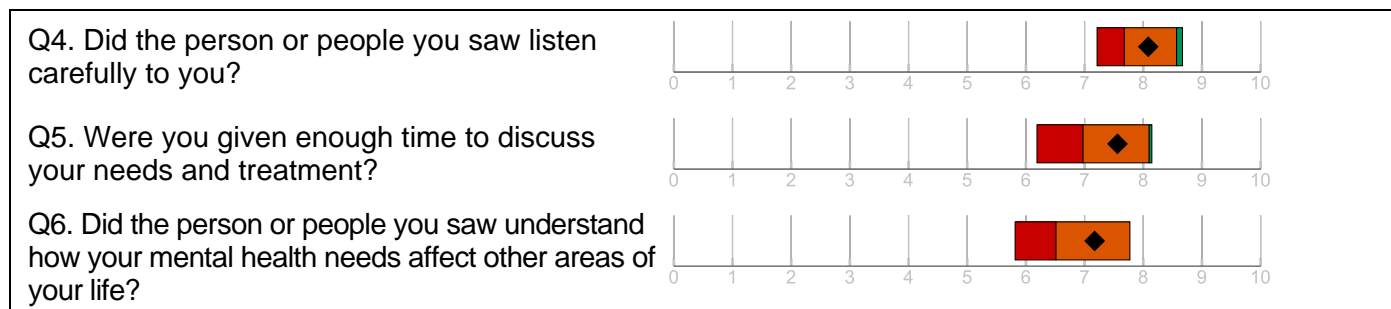 Q4. Did the person or people you saw listen
carefully to you?
0 1 2 3 4 5 6 7 8 9 10
Q5. Were you given enough time to discuss
your needs and treatment?
0 1 2 3 4 5 6 7 8 9 10
Q6. Did the person or people you saw understand
how your mental health needs affect other areas of
your life?
0 1 2 3 4 5 6 7 8 9 10